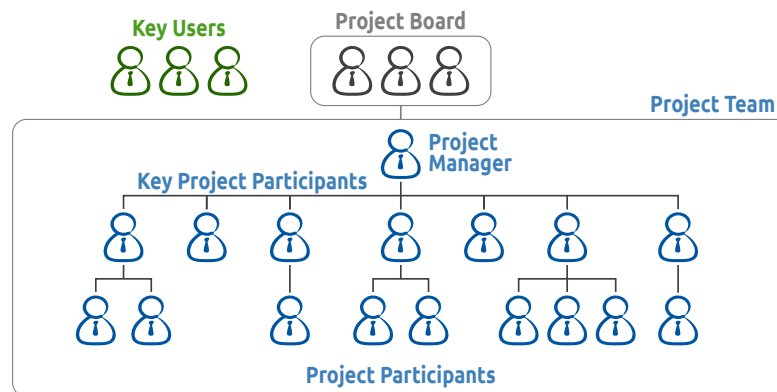 Key Users
Project Board
Project Team
Project
Manager
Key Project Participants
Project Participants